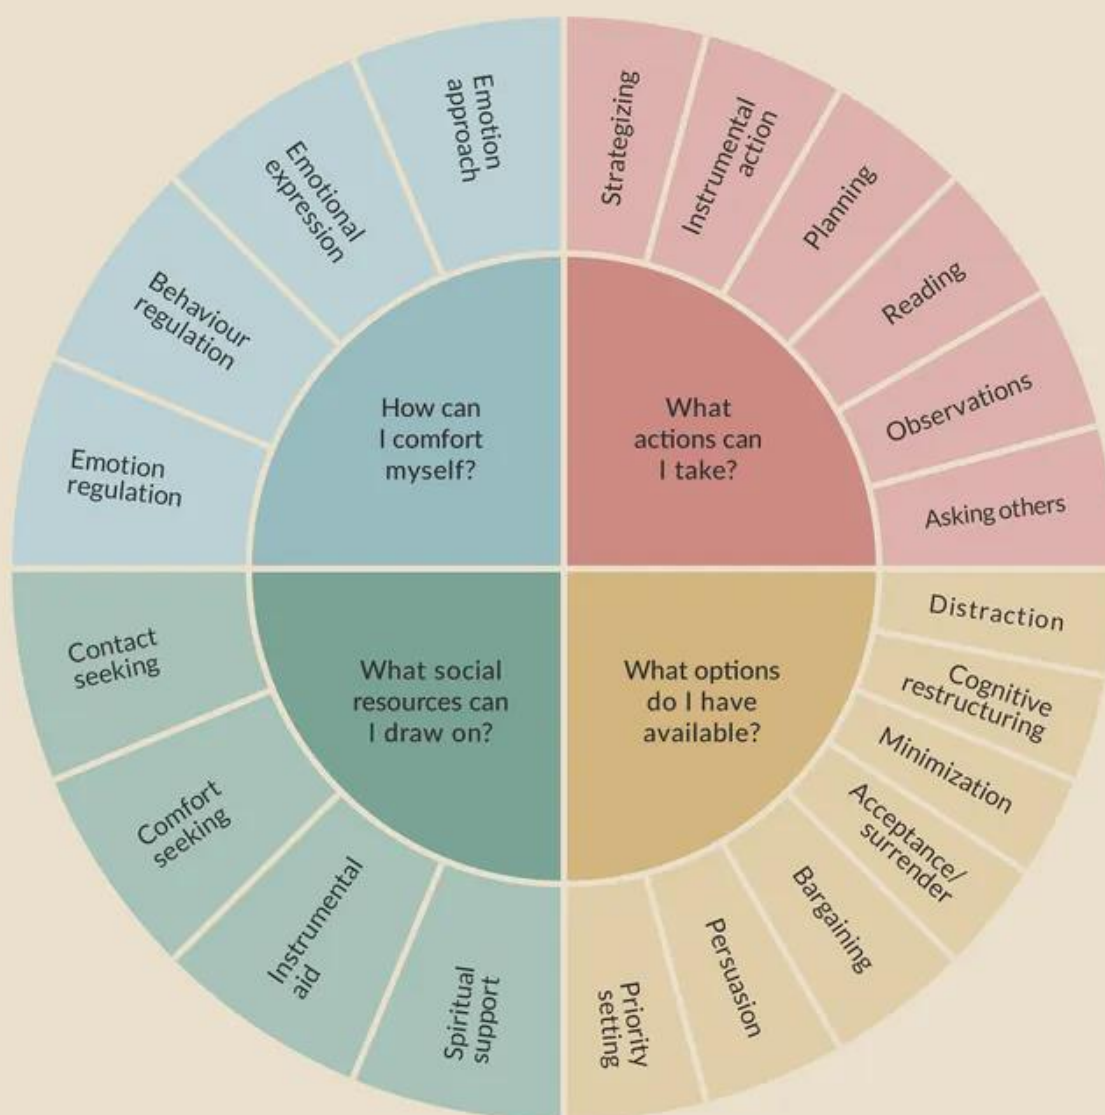 How can
I comfort
myself?
Emotion
regulation
Behaviour
regulation
Emotional
expression
Emotion
approach
What
actions can
I take?
Strategizing
Instrumental
action
Planning
Reading
Observations
Asking others
What options
do I have
available?
Distraction
Cognitive
restructuring
Minimization
Acceptance/
surrender
Bargaining
Persuasion
Priority
setting
What social
resources can
I draw on?
Spiritual
support
Instrumental
aid
Comfort
seeking
Contact
seeking